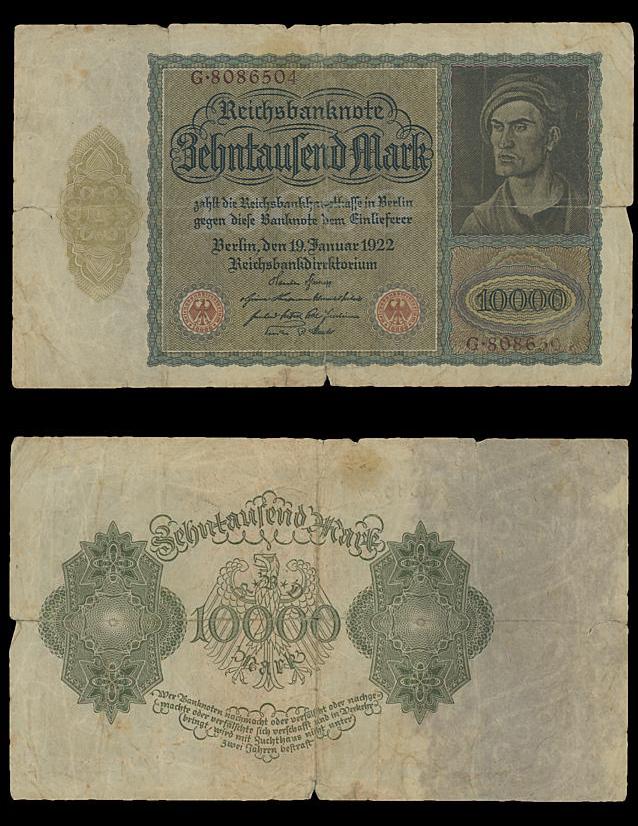 G·8086504
Reichsbanknote
Zehntausend Mark
zahlt die Reichsbankhauptkasse in Berlin
gegen diese Banknote dem Einlieferer
Berlin, den 19. Januar 1922
Reichsbankdirektorium
10000
G·808650
Zehntausend Mark
10000
Mark
Wer Banknoten nachmacht oder verfälscht oder nachge-
machte oder verfälschte sich verschafft und in Verkehr
bringt, wird mit Zuchthaus nicht unter
zwei Jahren bestraft